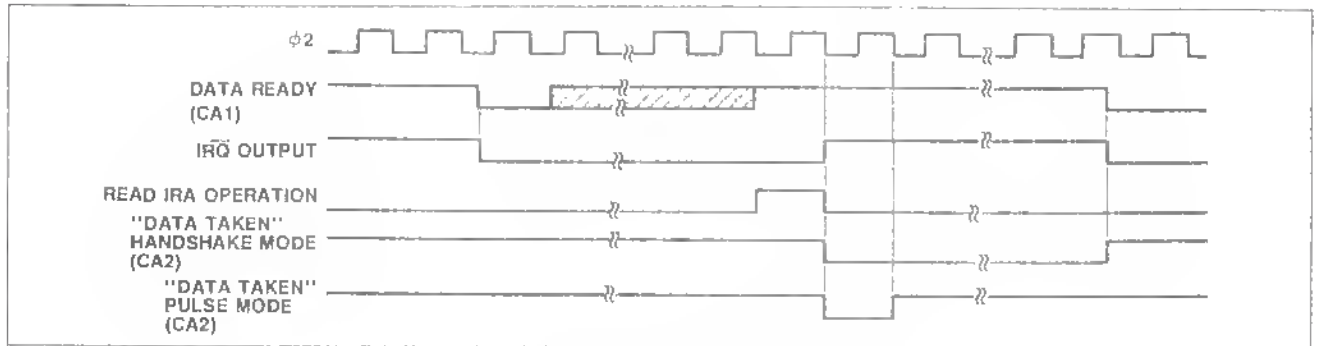 ϕ2
DATA READY
(CA1)
IRQ OUTPUT
READ IRA OPERATION
"DATA TAKEN"
HANDSHAKE MODE
(CA2)
"DATA TAKEN"
PULSE MODE
(CA2)